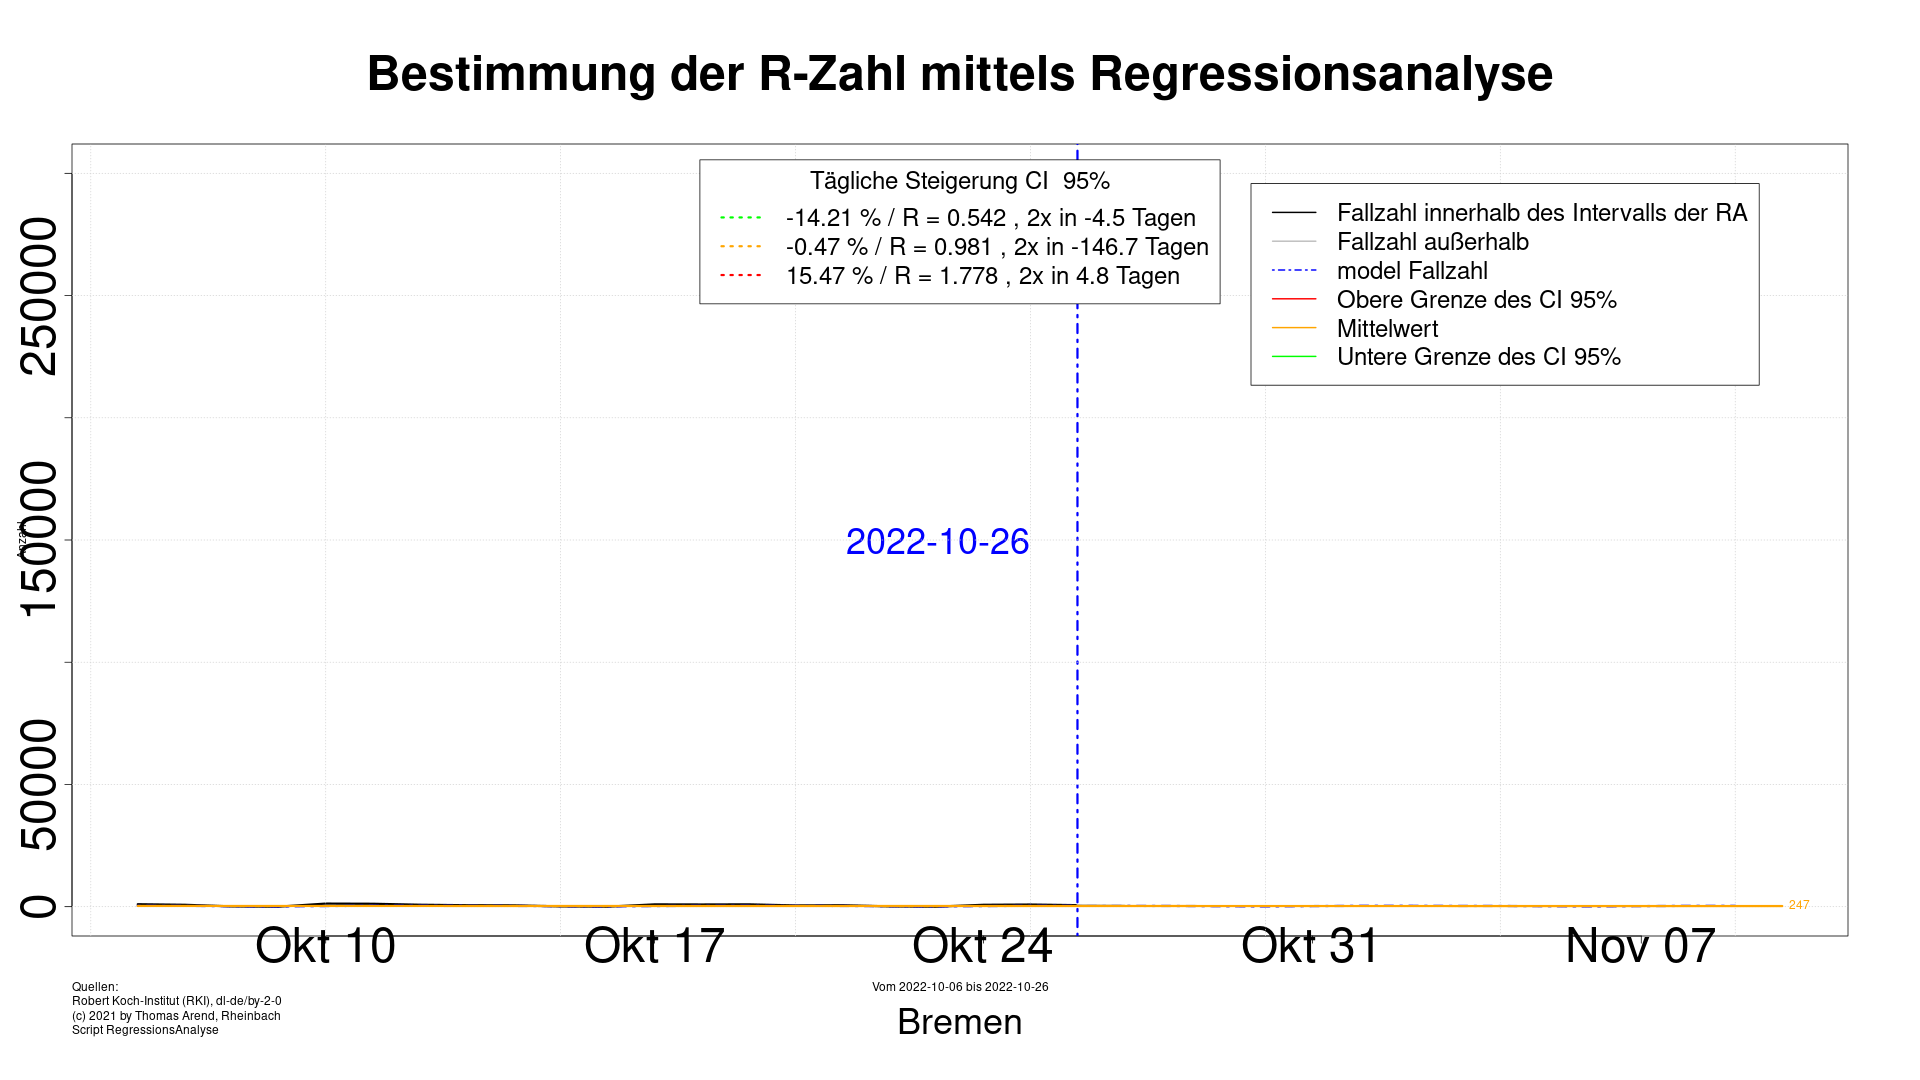 Bestimmung der R-Zahl mittels Regressionsanalyse
Tägliche Steigerung CI  95%
-14.21 % / R = 0.542 , 2x in -4.5 Tagen
-0.47 % / R = 0.981 , 2x in -146.7 Tagen
15.47 % / R = 1.778 , 2x in 4.8 Tagen
Fallzahl innerhalb des Intervalls der RA
Fallzahl außerhalb
model Fallzahl
Obere Grenze des CI 95%
Mittelwert
Untere Grenze des CI 95%
250000
150000
50000
0
Anzahl
2022-10-26
247
Okt 10
Okt 17
Okt 24
Okt 31
Nov 07
Quellen:
Robert Koch-Institut (RKI), dl-de/by-2-0
(c) 2021 by Thomas Arend, Rheinbach
Script RegressionsAnalyse
Vom 2022-10-06 bis 2022-10-26
Bremen